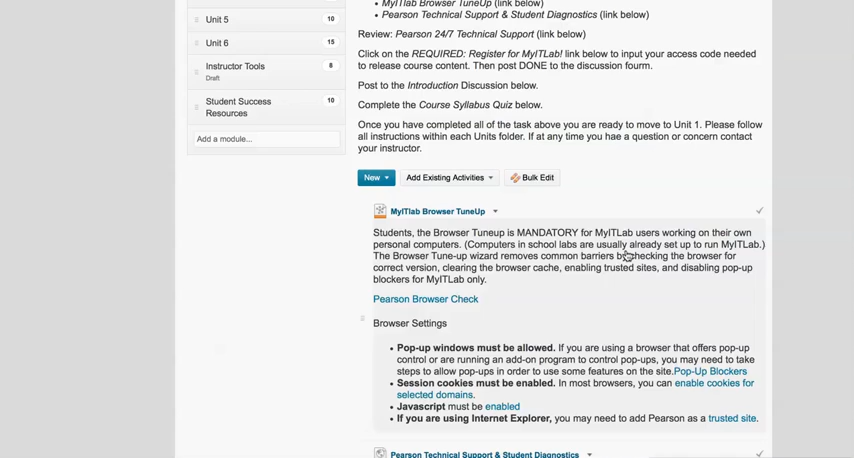 MyITlab Browser TuneUp (link below)
Unit 5 10
Pearson Technical Support & Student Diagnostics (link below)
Unit 6 15
Review: Pearson 24/7 Technical Support (link below)
Instructor Tools 8
Draft
Click on the REQUIRED: Register for MyITLab! link below to input your access code needed
to release course content. Then post DONE to the discussion fourm.
Post to the Introduction Discussion below.
Student Success 10
Resources
Complete the Course Syllabus Quiz below.
Add a module...
Once you have completed all of the task above you are ready to move to Unit 1. Please follow
all instructions within each Units folder. If at any time you hav a question or concern contact
your instructor.
New Add Existing Activities Bulk Edit
MyITlab Browser TuneUp
Students, the Browser Tuneup is MANDATORY for MyITLab users working on their own
personal computers. (Computers in school labs are usually already set up to run MyITLab.)
The Browser Tune-up wizard removes common barriers by checking the browser for
correct version, clearing the browser cache, enabling trusted sites, and disabling pop-up
blockers for MyITLab only.
Pearson Browser Check
Browser Settings
Pop-up windows must be allowed. If you are using a browser that offers pop-up
control or are running an add-on program to control pop-ups, you may need to take
steps to allow pop-ups in order to use some features on the site.Pop-Up Blockers
Session cookies must be enabled. In most browsers, you can enable cookies for
selected domains.
Javascript must be enabled
If you are using Internet Explorer, you may need to add Pearson as a trusted site.
Pearson Technical Support & Student Diagnostics